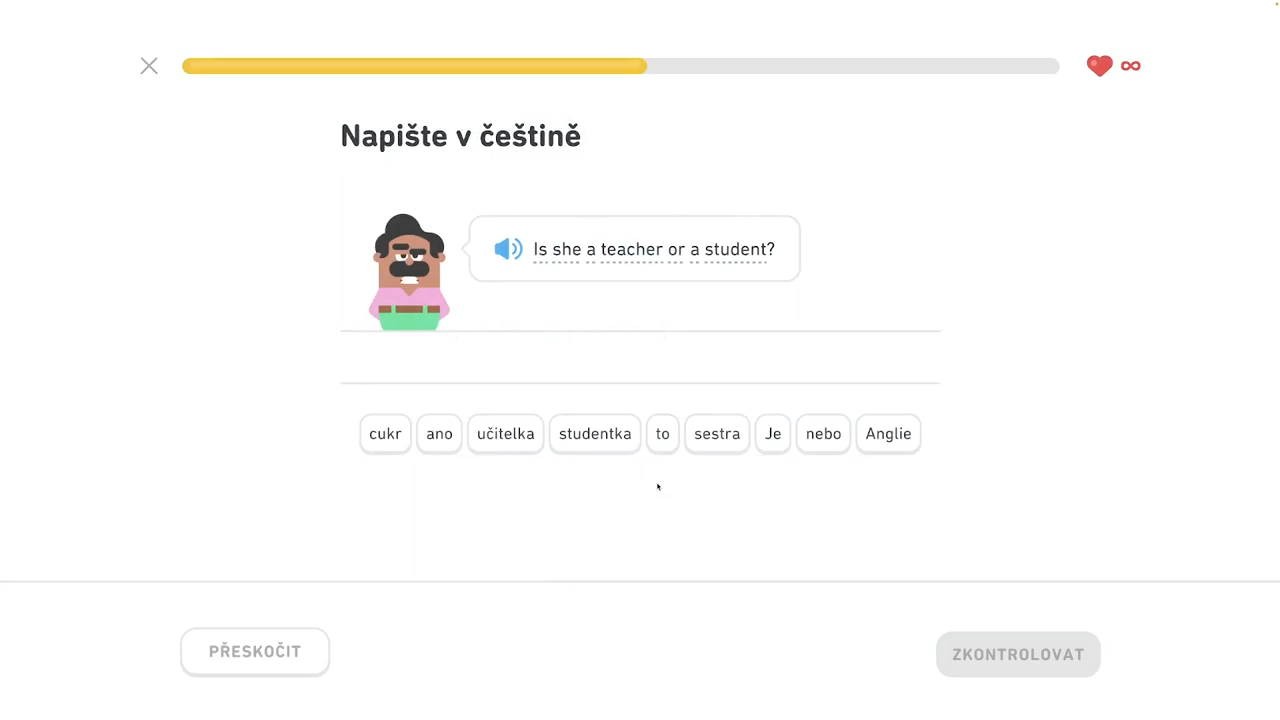 ∞
Napište v češtině
Is she a teacher or a student?
cukr ano učitelka studentka to sestra Je nebo Anglie
PŘESKOČIT
ZKONTROLOVAT